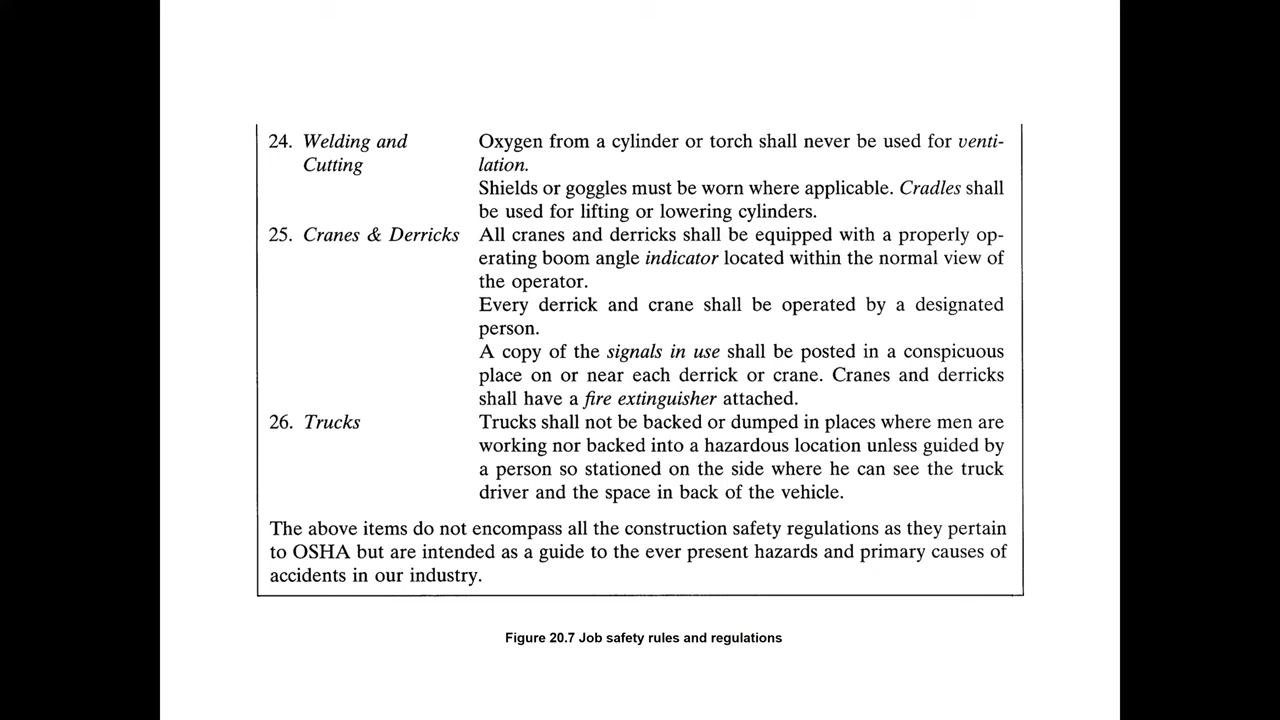 24. Welding and Cutting
Oxygen from a cylinder or torch shall never be used for venti-
lation.
Shields or goggles must be worn where applicable. Cradles shall
be used for lifting or lowering cylinders.
25. Cranes & Derricks
All cranes and derricks shall be equipped with a properly op-
erating boom angle indicator located within the normal view of
the operator.
Every derrick and crane shall be operated by a designated
person.
A copy of the signals in use shall be posted in a conspicuous
place on or near each derrick or crane. Cranes and derricks
shall have a fire extinguisher attached.
26. Trucks
Trucks shall not be backed or dumped in places where men are
working nor backed into a hazardous location unless guided by
a person so stationed on the side where he can see the truck
driver and the space in back of the vehicle.
The above items do not encompass all the construction safety regulations as they pertain
to OSHA but are intended as a guide to the ever present hazards and primary causes of
accidents in our industry.
Figure 20.7 Job safety rules and regulations